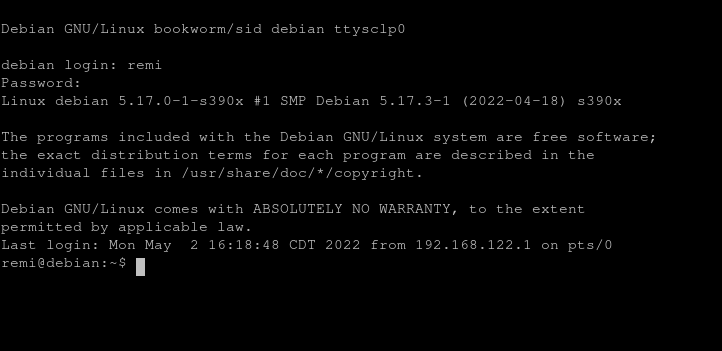 Debian GNU/Linux bookworm/sid debian ttysclp0
debian login: remi
Password:
Linux debian 5.17.0-1-s390x #1 SMP Debian 5.17.3-1 (2022-04-18) s390x
The programs included with the Debian GNU/Linux system are free software;
the exact distribution terms for each program are described in the
individual files in /usr/share/doc/*/copyright.
Debian GNU/Linux comes with ABSOLUTELY NO WARRANTY, to the extent
permitted by applicable law.
Last login: Mon May  2 16:18:48 CDT 2022 from 192.168.122.1 on pts/0
remi@debian:~$